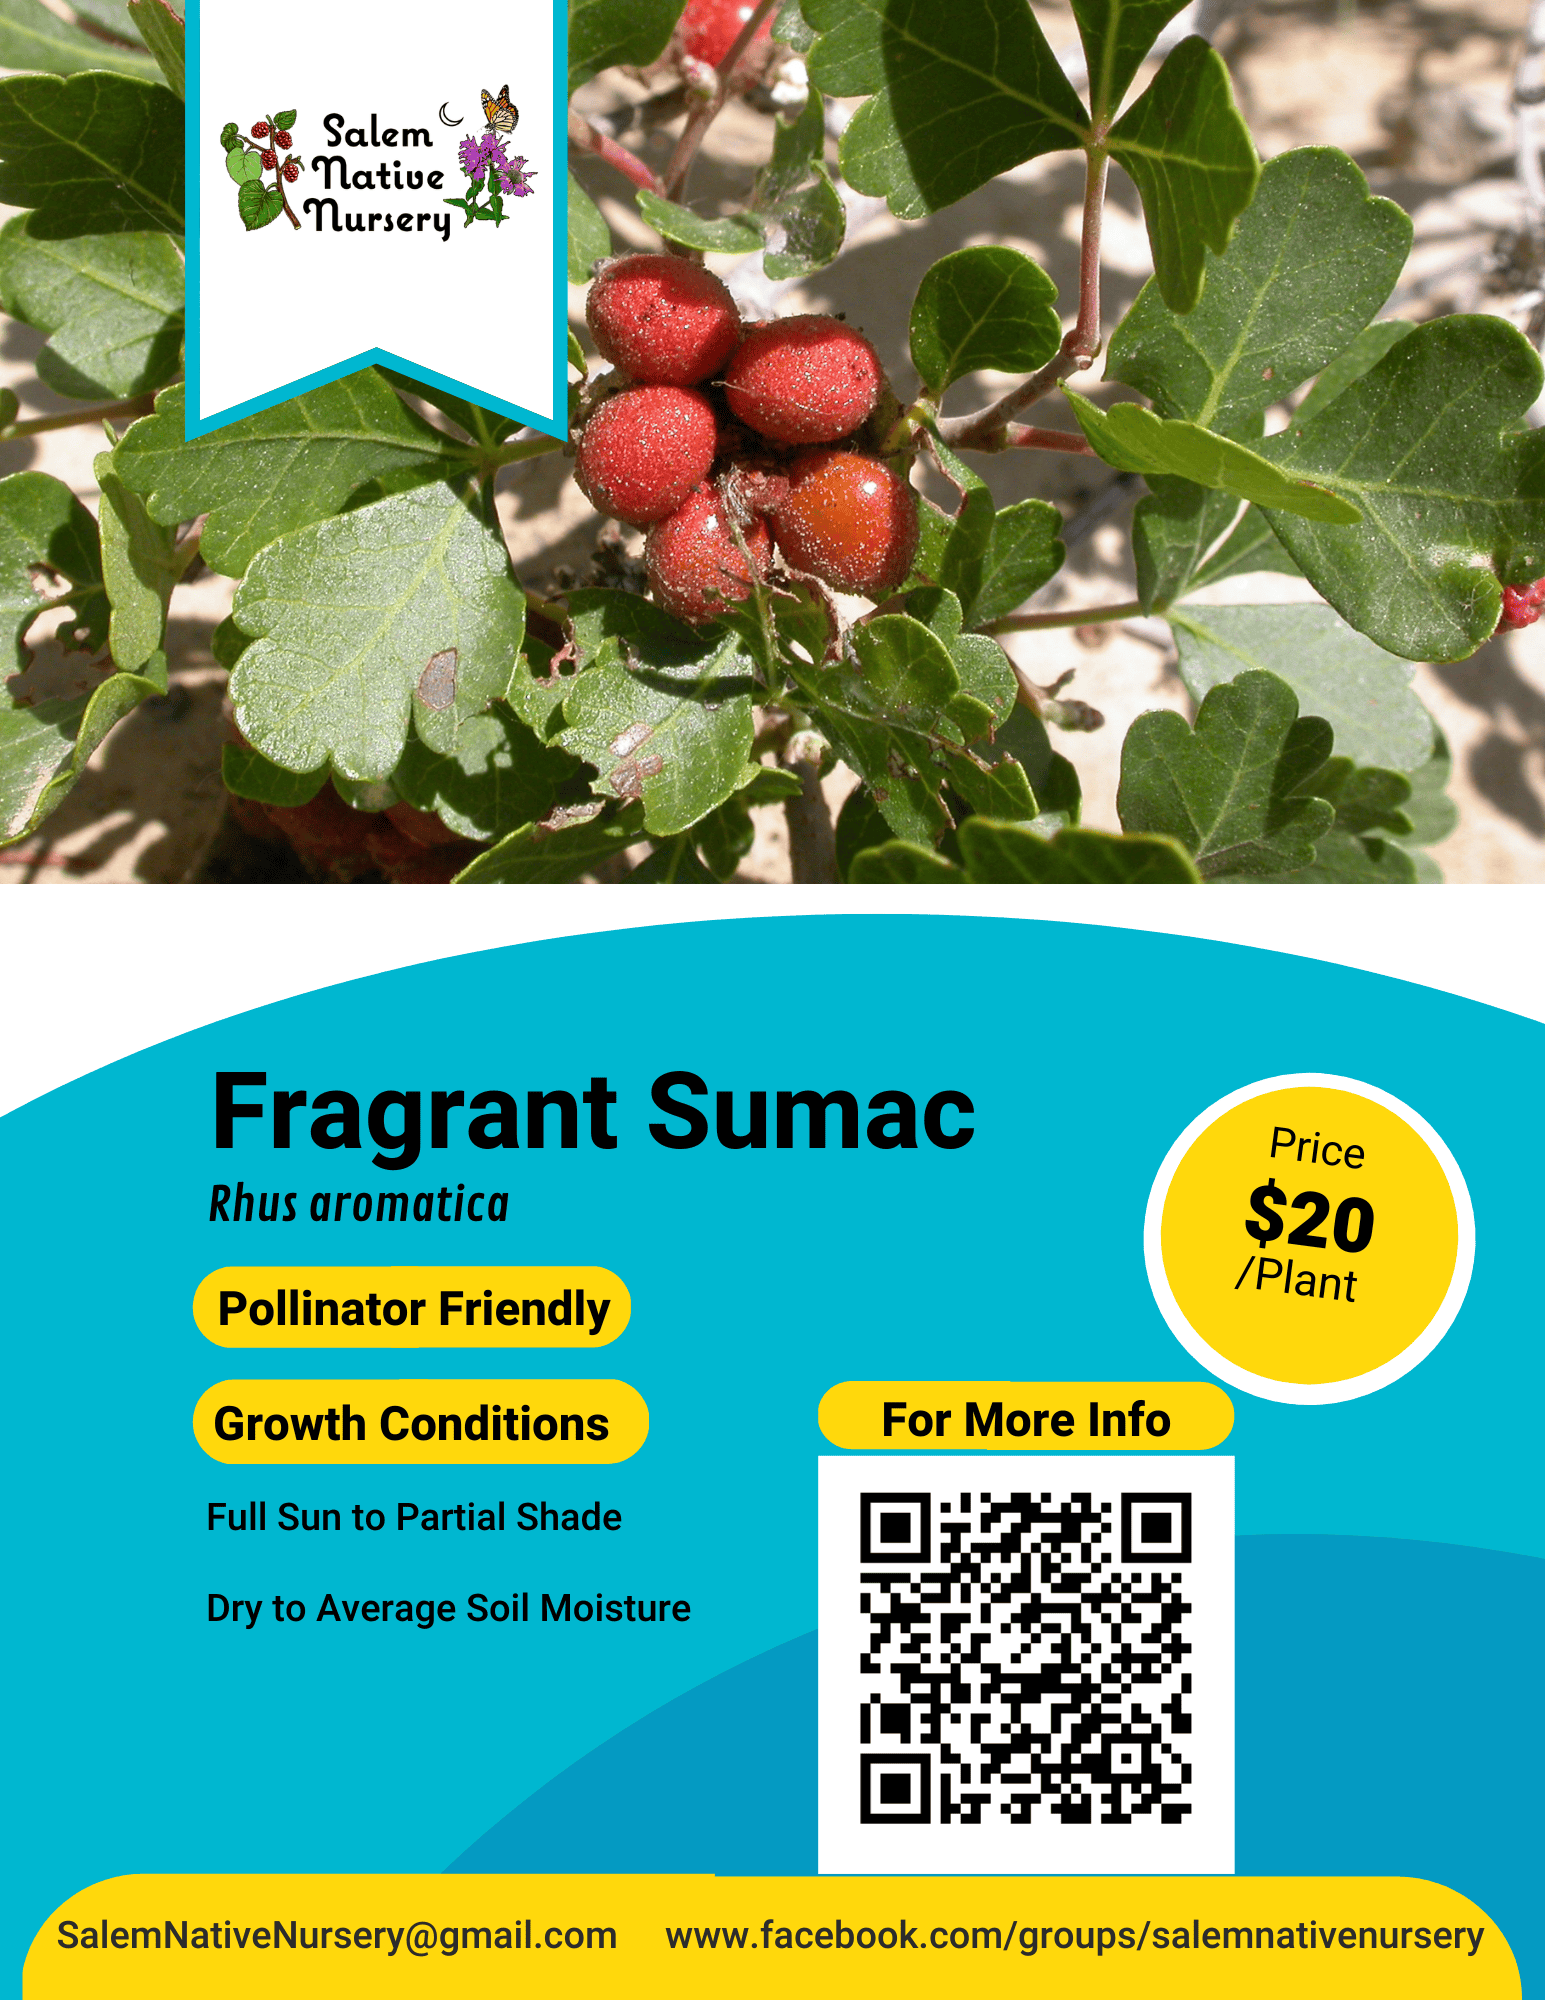 Salem
Native
Nursery
Fragrant Sumac
Rhus aromatica
Price
$20
/Plant
Pollinator Friendly
Growth Conditions
For More Info
Full Sun to Partial Shade
Dry to Average Soil Moisture
SalemNativeNursery@gmail.com
www.facebook.com/groups/salemnativenursery